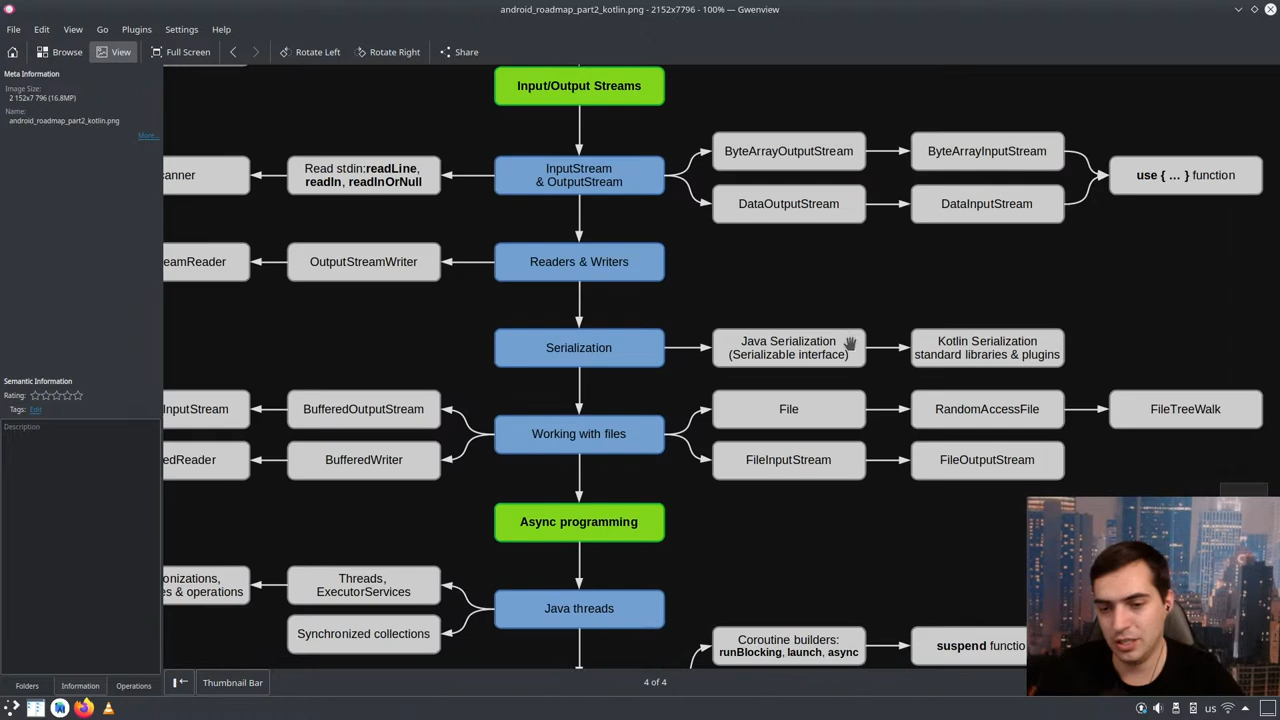 android_roadmap_part2_kotlin.png - 2152x7796 - 100% — Gwenview
File Edit View Go Plugins Settings Help
Browse View Full Screen Rotate Left Rotate Right Share
Meta Information
Image Size:
2 152x7 796 (16.8MP)
Name:
android_roadmap_part2_kotlin.png
More...
Semantic Information
Rating:
Tags: Edit
Description
Input/Output Streams
canner
Read stdin:readLine,
readln, readlnOrNull
InputStream
& OutputStream
ByteArrayOutputStream
ByteArrayInputStream
DataOutputStream
DataInputStream
use { ... } function
eamReader
OutputStreamWriter
Readers & Writers
Serialization
Java Serialization
(Serializable interface)
Kotlin Serialization
standard libraries & plugins
InputStream
BufferedOutputStream
edReader
BufferedWriter
Working with files
File
RandomAccessFile
FileTreeWalk
FileInputStream
FileOutputStream
Async programming
onizations,
s & operations
Threads,
ExecutorServices
Synchronized collections
Java threads
Coroutine builders:
runBlocking, launch, async
suspend functio
Folders Information Operations
Thumbnail Bar
4 of 4
us